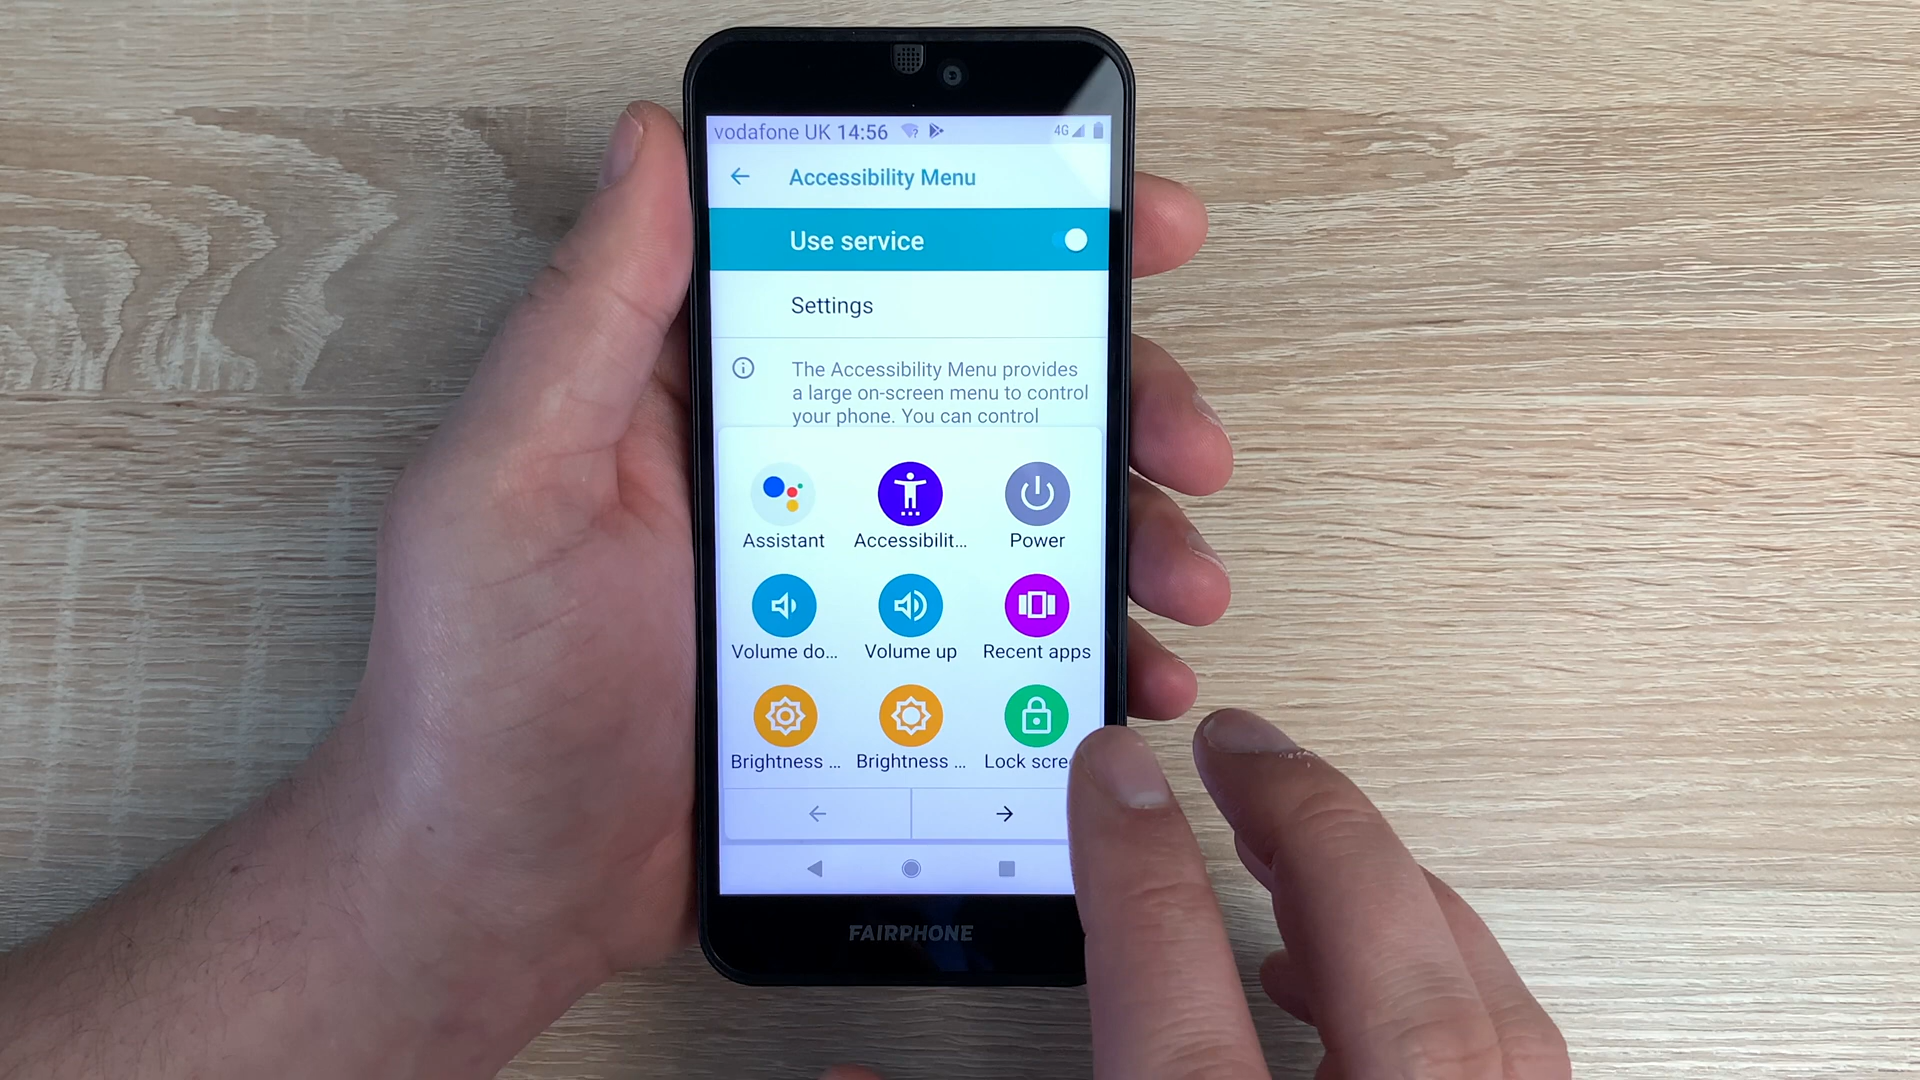 vodafone UK 14:56 4G
Accessibility Menu
Use service
Settings
The Accessibility Menu provides
a large on-screen menu to control
your phone. You can control
Assistant Accessibilit... Power
Volume do... Volume up Recent apps
Brightness ... Brightness ... Lock scre
FAIRPHONE